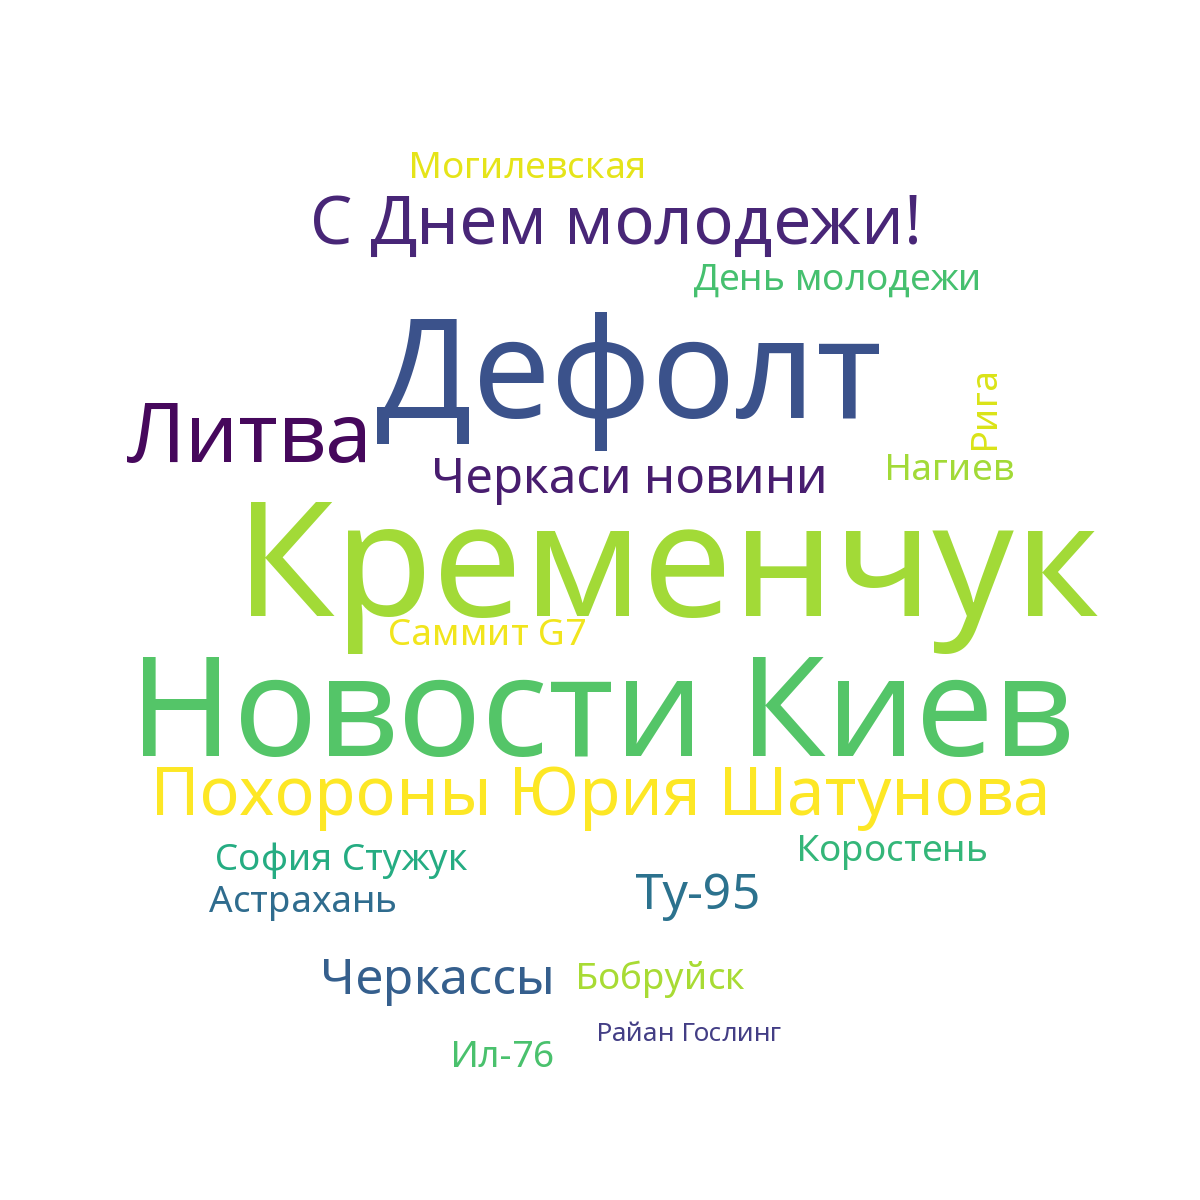 Могилевская
С Днем молодежи!
День молодежи
Дефолт
Рига
Литва
Черкаси новини
Нагиев
Кременчук
Саммит G7
Новости Киев
Похороны Юрия Шатунова
София Стужук
Коростень
Астрахань
Ту-95
Черкассы
Бобруйск
Райан Гослинг
Ил-76